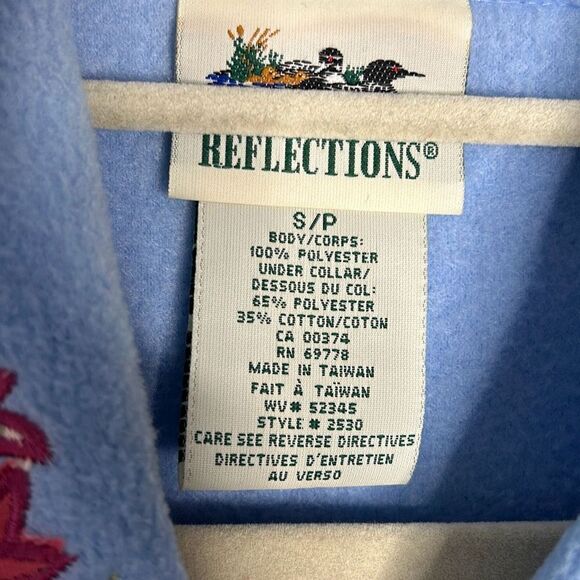 REFLECTIONS®
S/P
BODY/CORPS:
100% POLYESTER
UNDER COLLAR/
DESSOUS DU COL:
65% POLYESTER
35% COTTON/COTON
CA 00374
RN 69778
MADE IN TAIWAN
FAIT À TAÏWAN
WV# 52345
STYLE # 2530
CARE SEE REVERSE DIRECTIVES
DIRECTIVES D'ENTRETIEN
AU VERSO